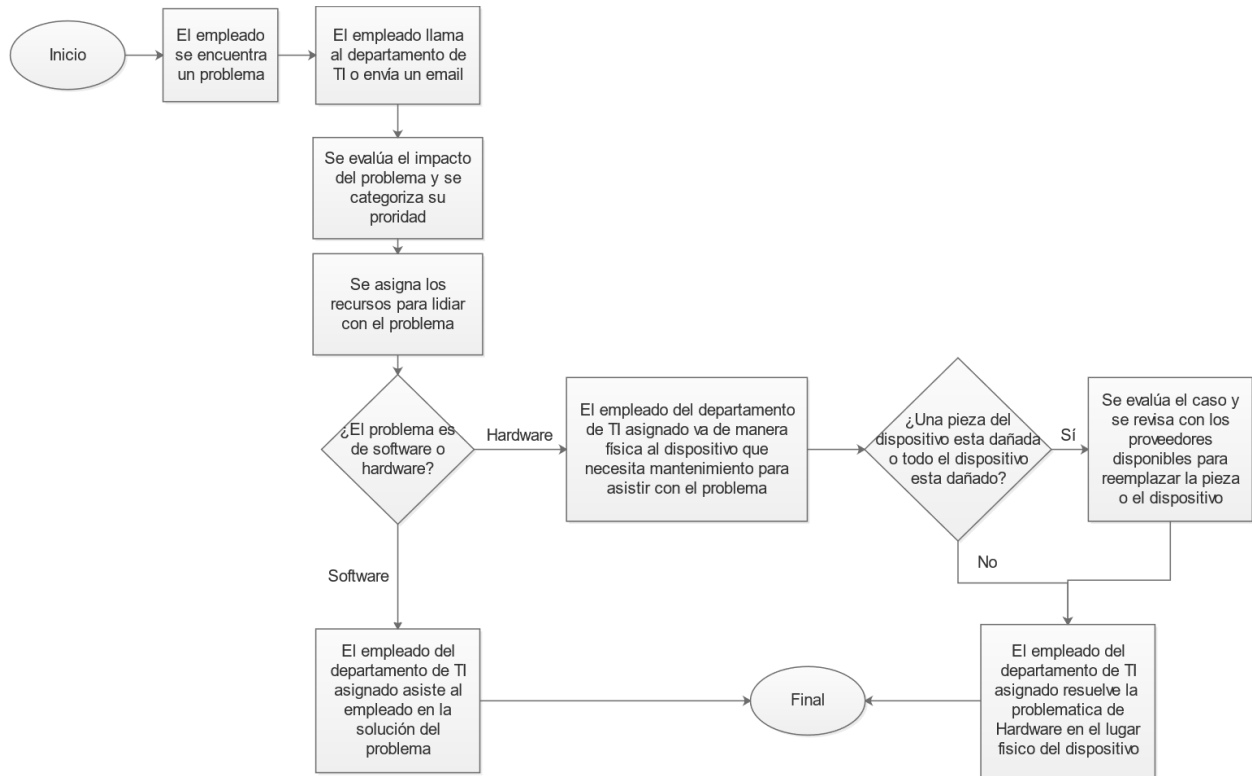 Inicio
El empleado
se encuentra
un problema
El empleado llama
al departamento de
TI o envía un email
Se evalúa el impacto
del problema y se
categoriza su
proridad
Se asigna los
recursos para lidiar
con el problema
¿El problema es
de software o
hardware?
Hardware
El empleado del departamento
de TI asignado va de manera
física al dispositivo que
necesita mantenimiento para
asistir con el problema
¿Una pieza del
dispositivo esta dañada
o todo el dispositivo
esta dañado?
Sí
Se evalúa el caso y
se revisa con los
proveedores
disponibles para
reemplazar la pieza
o el dispositivo
No
Software
El empleado del
departamento de TI
asignado asiste al
empleado en la
solución del
problema
Final
El empleado del
departamento de TI
asignado resuelve la
problematica de
Hardware en el lugar
fisico del dispositivo